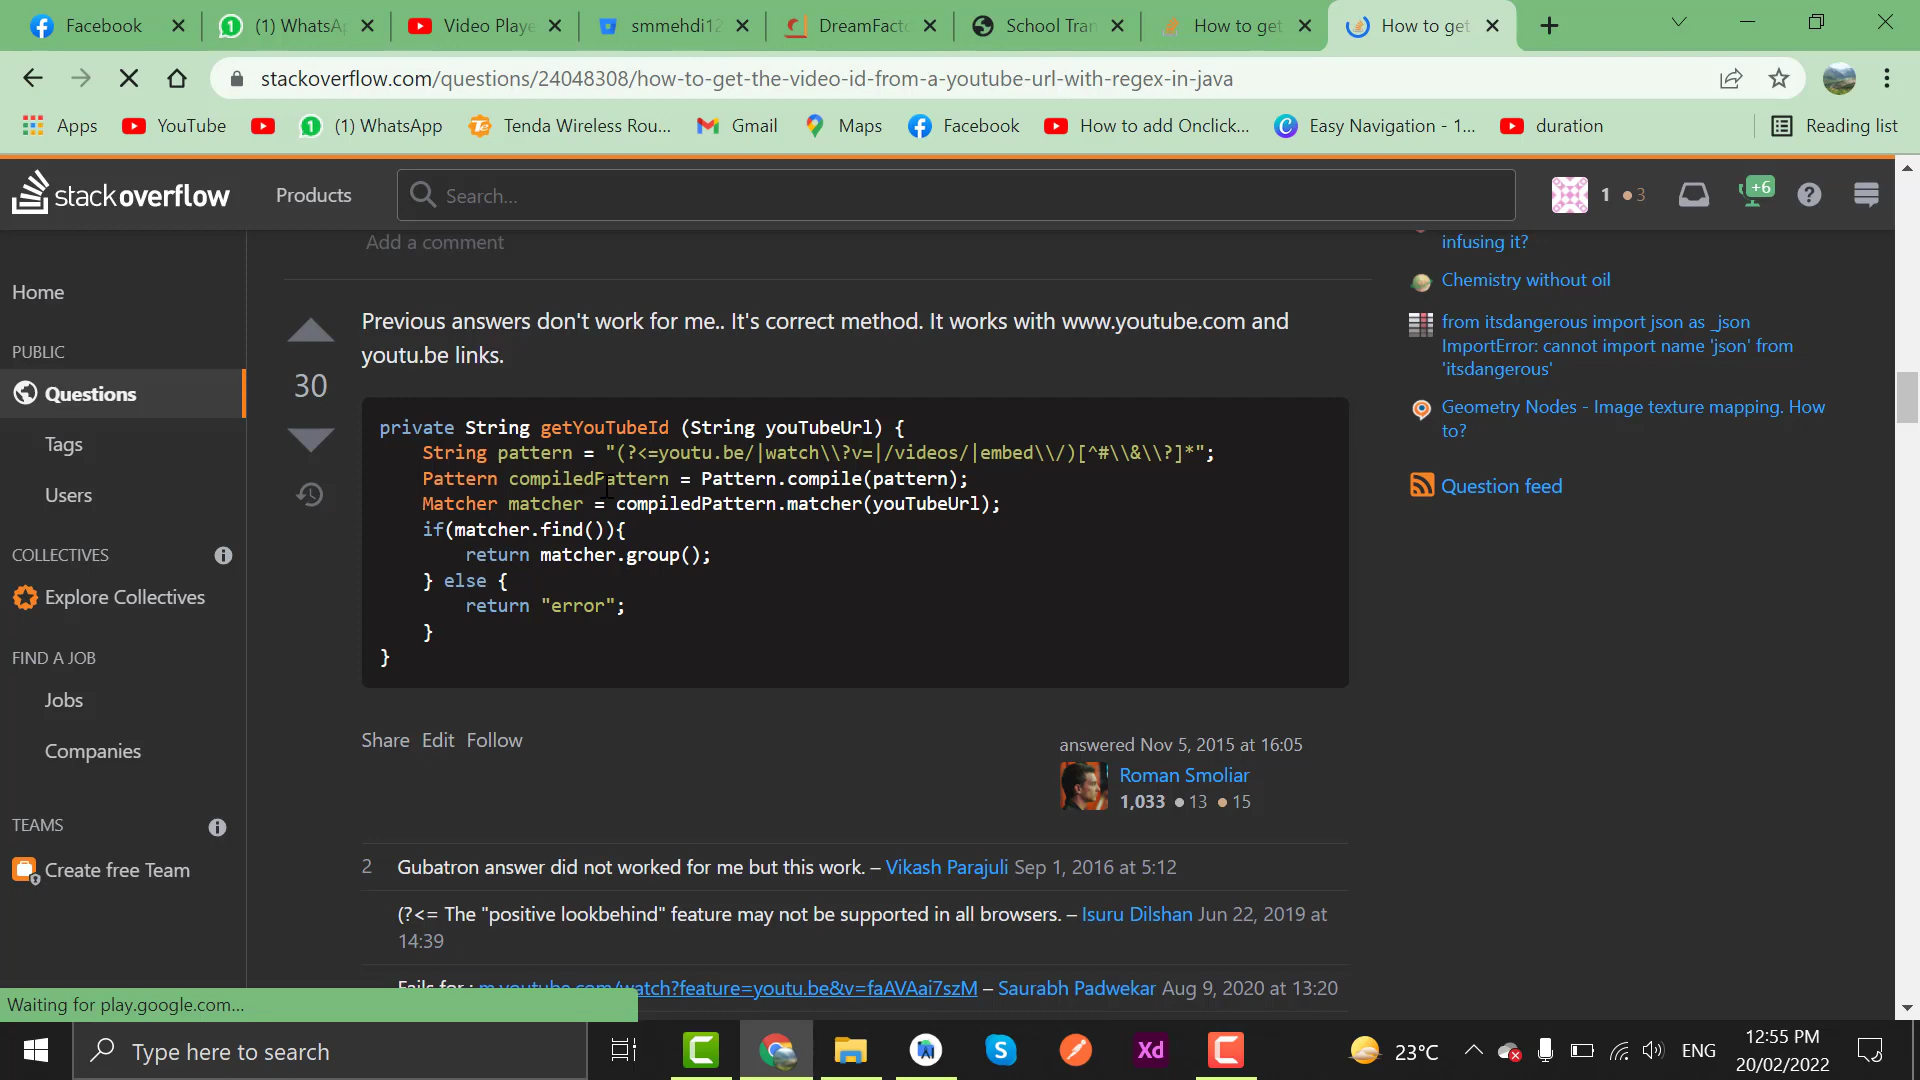 Facebook
(1) WhatsA
Video Playe
smmehdi12
DreamFact
School Tran
How to get
How to get
stackoverflow.com/questions/24048308/how-to-get-the-video-id-from-a-youtube-url-with-regex-in-java
Apps
YouTube
(1) WhatsApp
Tenda Wireless Rou...
Gmail
Maps
Facebook
How to add Onclick...
Easy Navigation - 1...
duration
Reading list
stackoverflow
Products
Search...
1
3
+6
Home
PUBLIC
Questions
Tags
Users
COLLECTIVES
Explore Collectives
FIND A JOB
Jobs
Companies
TEAMS
Create free Team
Add a comment
30
Previous answers don't work for me.. It's correct method. It works with www.youtube.com and
youtu.be links.
private String getYouTubeId (String youTubeUrl) {
String pattern = "(?<=youtu.be/|watch\\?v=|/videos/|embed\\/)[^#\\&\\?]*";
Pattern compiledPattern = Pattern.compile(pattern);
Matcher matcher = compiledPattern.matcher(youTubeUrl);
if(matcher.find()){
return matcher.group();
} else {
return "error";
}
}
Share Edit Follow
answered Nov 5, 2015 at 16:05
Roman Smoliar
1,033 13 15
2 Gubatron answer did not worked for me but this work. – Vikash Parajuli Sep 1, 2016 at 5:12
(?<= The "positive lookbehind" feature may not be supported in all browsers. – Isuru Dilshan Jun 22, 2019 at
14:39
Fails for : m.youtube.com/watch?feature=youtu.be&v=faAVAai7szM – Saurabh Padwekar Aug 9, 2020 at 13:20
infusing it?
Chemistry without oil
from itsdangerous import json as _json
ImportError: cannot import name 'json' from
'itsdangerous'
Geometry Nodes - Image texture mapping. How
to?
Question feed
Waiting for play.google.com...
Type here to search
Xd
23°C
ENG
12:55 PM
20/02/2022